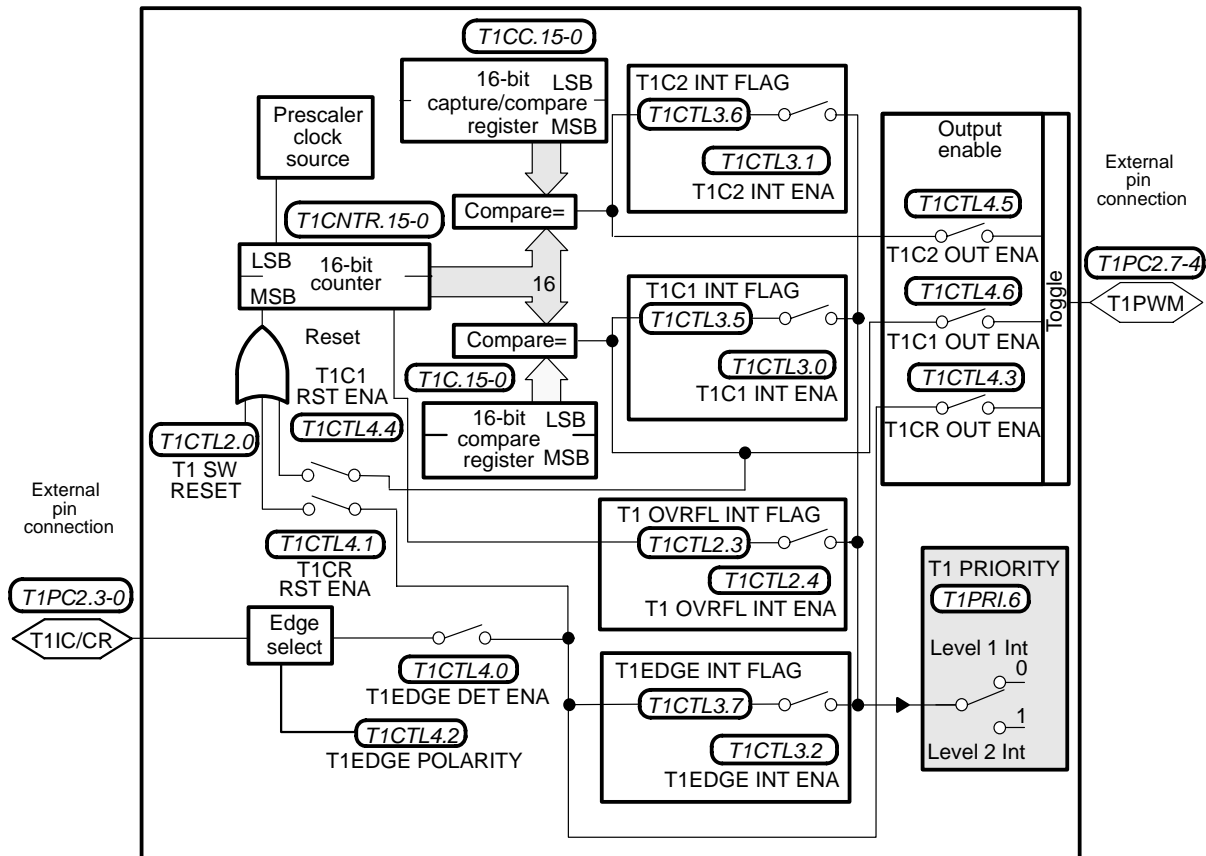 T1CC.15-0
16-bit
capture/compare
register
LSB
MSB
Prescaler
clock
source
T1CNTR.15-0
Compare=
LSB
MSB
16-bit
counter
16
Compare=
T1C.15-0
16-bit
compare
register
LSB
MSB
Reset
T1C1
RST ENA
T1CTL4.4
T1CTL2.0
T1 SW
RESET
T1CTL4.1
T1CR
RST ENA
External
pin
connection
T1PC2.3-0
T1IC/CR
Edge
select
T1CTL4.0
T1EDGE DET ENA
T1CTL4.2
T1EDGE POLARITY
T1C2 INT FLAG
T1CTL3.6
T1CTL3.1
T1C2 INT ENA
T1C1 INT FLAG
T1CTL3.5
T1CTL3.0
T1C1 INT ENA
T1 OVRFL INT FLAG
T1CTL2.3
T1CTL2.4
T1 OVRFL INT ENA
T1EDGE INT FLAG
T1CTL3.7
T1CTL3.2
T1EDGE INT ENA
Output
enable
T1CTL4.5
T1C2 OUT ENA
T1CTL4.6
T1C1 OUT ENA
T1CTL4.3
T1CR OUT ENA
Toggle
External
pin
connection
T1PC2.7-4
T1PWM
T1 PRIORITY
T1PRI.6
Level 1 Int
0
1
Level 2 Int